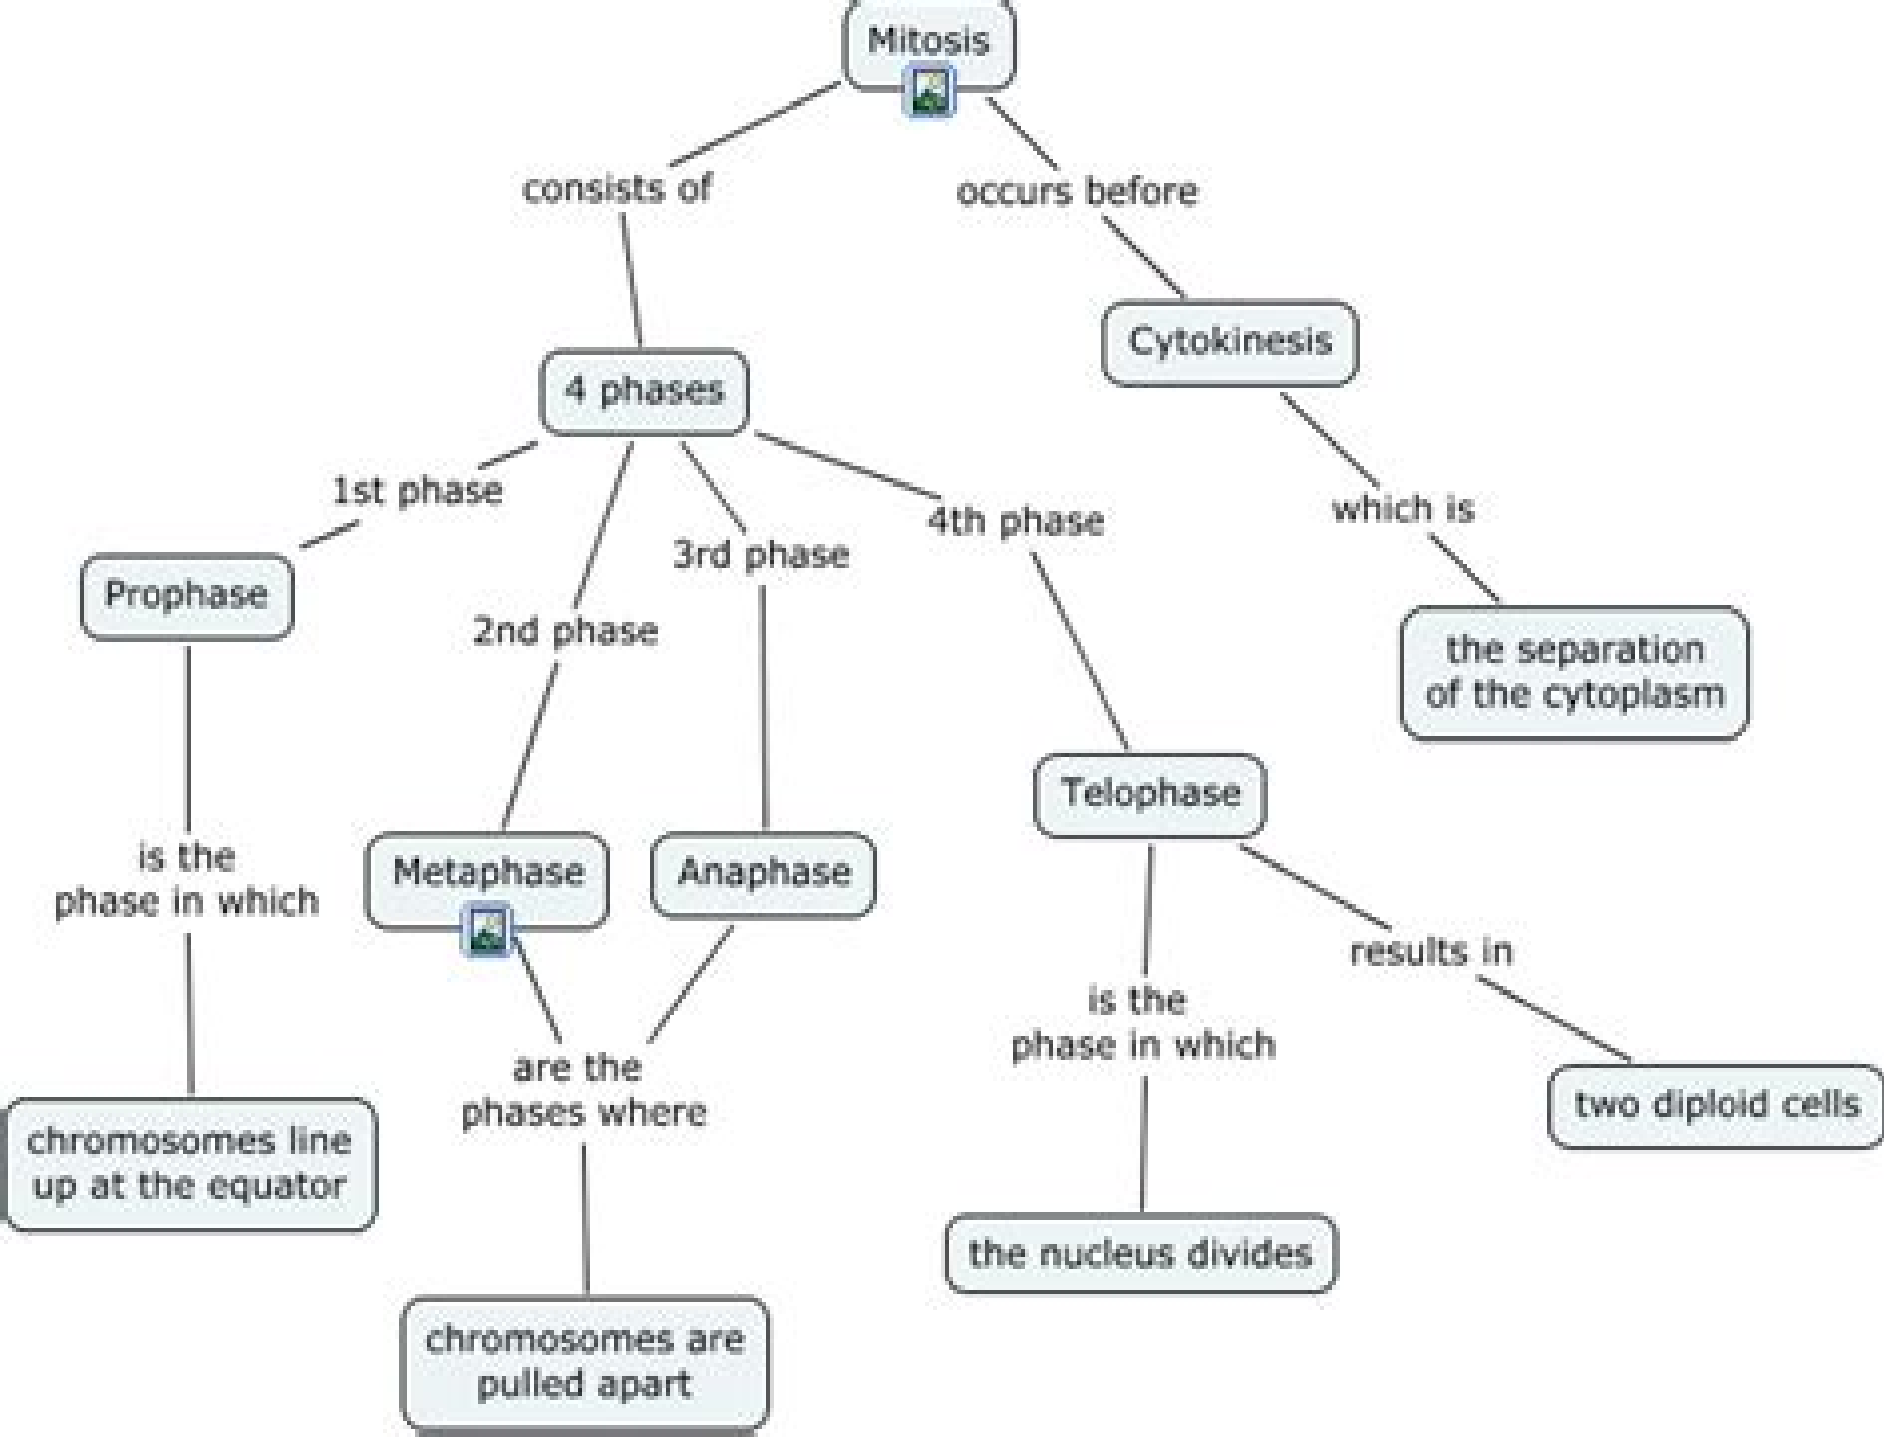 Mitosis
consists of
occurs before
Cytokinesis
4 phases
1st phase
4th phase
which is
3rd phase
Prophase
2nd phase
the separation
of the cytoplasm
Telophase
is the
phase in which
Metaphase
Anaphase
results in
is the
phase in which
are the
phases where
two diploid cells
chromosomes line
up at the equator
the nucleus divides
chromosomes are
pulled apart